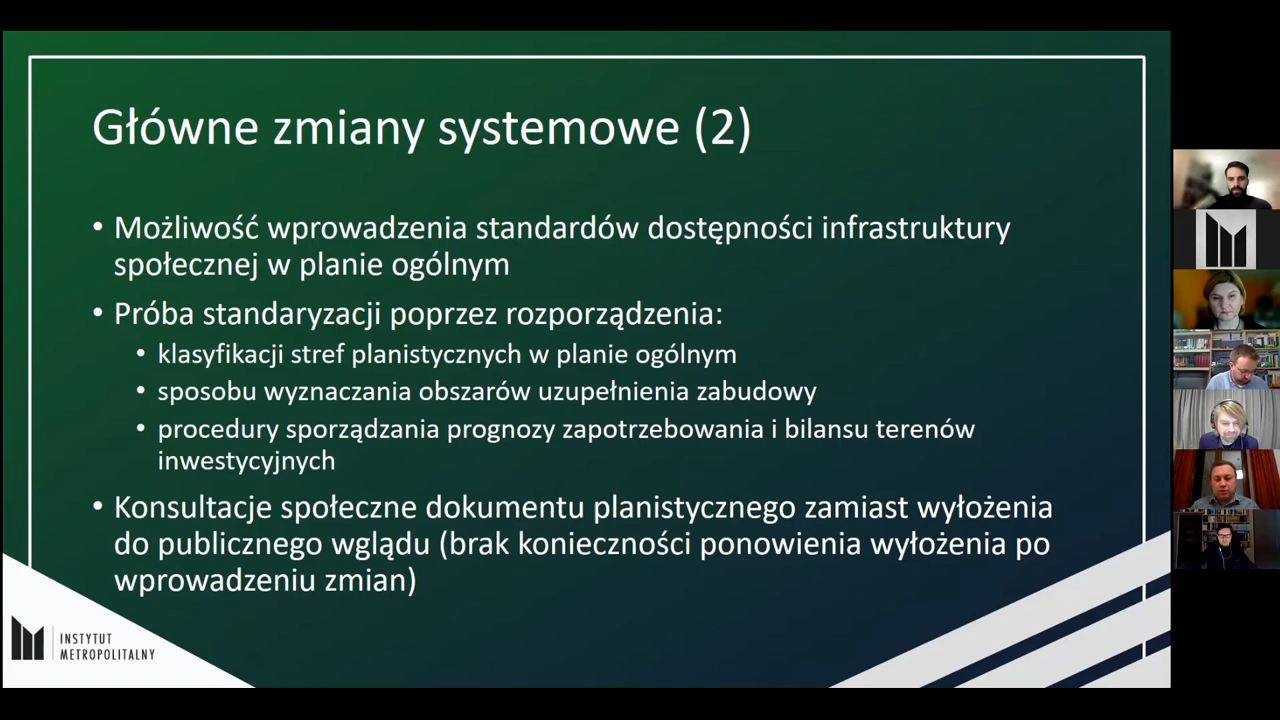 Główne zmiany systemowe (2)
• Możliwość wprowadzenia standardów dostępności infrastruktury
społecznej w planie ogólnym
• Próba standaryzacji poprzez rozporządzenia:
• klasyfikacji stref planistycznych w planie ogólnym
• sposobu wyznaczania obszarów uzupełnienia zabudowy
• procedury sporządzania prognozy zapotrzebowania i bilansu terenów
inwestycyjnych
• Konsultacje społeczne dokumentu planistycznego zamiast wyłożenia
do publicznego wglądu (brak konieczności ponowienia wyłożenia po
wprowadzeniu zmian)
INSTYTUT
METROPOLITALNY